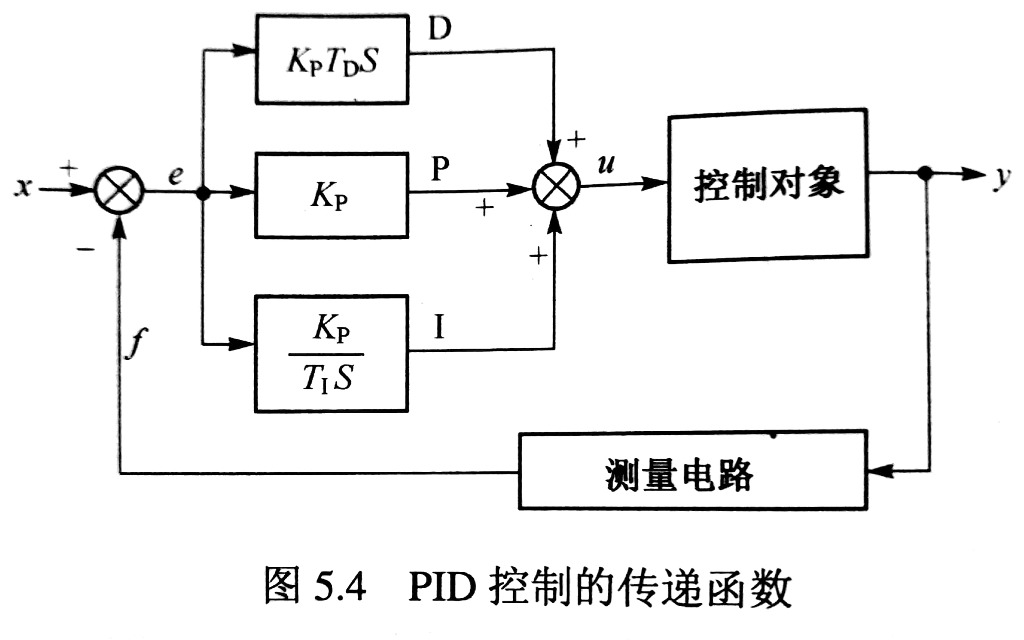 D
K_P T_D S
x
+
−
e
K_P
P
+
+
+
u
控制对象
y
f
K_P
T_I S
I
测量电路
图 5.4 PID 控制的传递函数